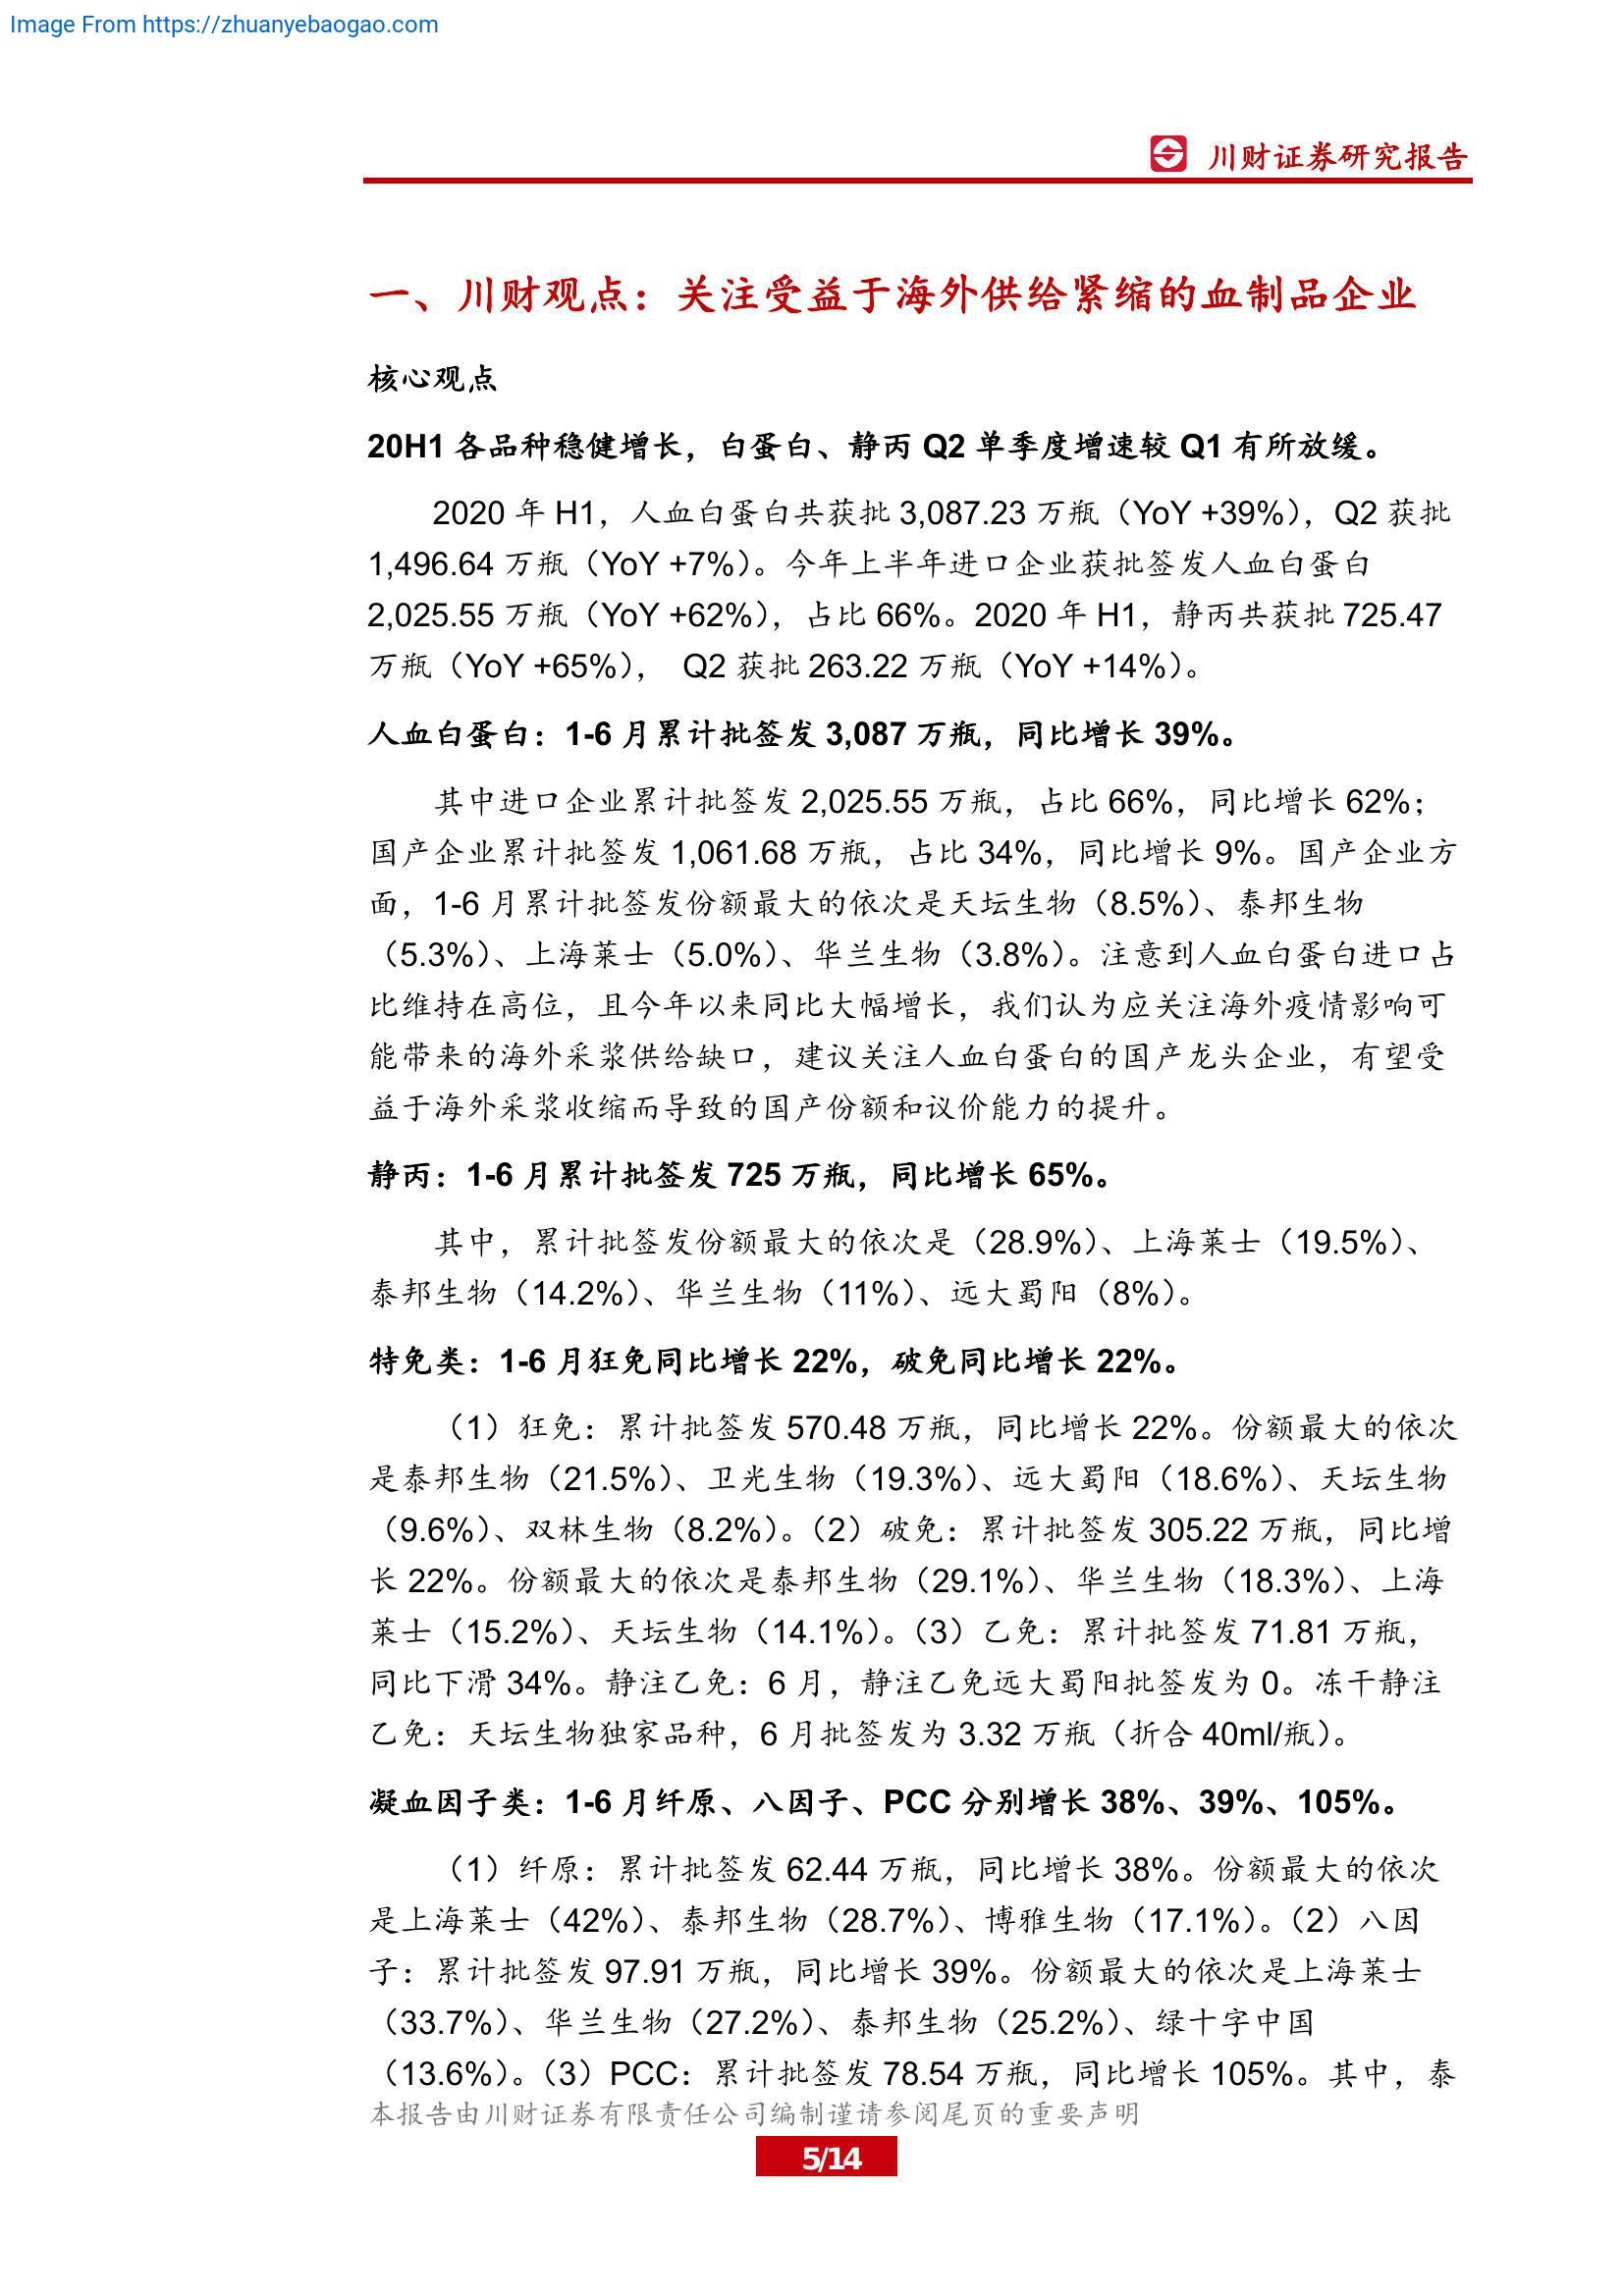 Image From https://zhuanyebaogao.com
川财证券研究报告
一、川财观点：关注受益于海外供给紧缩的血制品企业
核心观点
20H1 各品种稳健增长，白蛋白、静丙 Q2 单季度增速较 Q1 有所放缓。
2020 年 H1，人血白蛋白共获批 3,087.23 万瓶（YoY +39%），Q2 获批
1,496.64 万瓶（YoY +7%）。今年上半年进口企业获批签发人血白蛋白
2,025.55 万瓶（YoY +62%），占比 66%。2020 年 H1，静丙共获批 725.47
万瓶（YoY +65%）， Q2 获批 263.22 万瓶（YoY +14%）。
人血白蛋白：1-6 月累计批签发 3,087 万瓶，同比增长 39%。
其中进口企业累计批签发 2,025.55 万瓶，占比 66%，同比增长 62%；
国产企业累计批签发 1,061.68 万瓶，占比 34%，同比增长 9%。国产企业方
面，1-6 月累计批签发份额最大的依次是天坛生物（8.5%）、泰邦生物
（5.3%）、上海莱士（5.0%）、华兰生物（3.8%）。注意到人血白蛋白进口占
比维持在高位，且今年以来同比大幅增长，我们认为应关注海外疫情影响可
能带来的海外采浆供给缺口，建议关注人血白蛋白的国产龙头企业，有望受
益于海外采浆收缩而导致的国产份额和议价能力的提升。
静丙：1-6 月累计批签发 725 万瓶，同比增长 65%。
其中，累计批签发份额最大的依次是（28.9%）、上海莱士（19.5%）、
泰邦生物（14.2%）、华兰生物（11%）、远大蜀阳（8%）。
特免类：1-6 月狂免同比增长 22%，破免同比增长 22%。
（1）狂免：累计批签发 570.48 万瓶，同比增长 22%。份额最大的依次
是泰邦生物（21.5%）、卫光生物（19.3%）、远大蜀阳（18.6%）、天坛生物
（9.6%）、双林生物（8.2%）。（2）破免：累计批签发 305.22 万瓶，同比增
长 22%。份额最大的依次是泰邦生物（29.1%）、华兰生物（18.3%）、上海
莱士（15.2%）、天坛生物（14.1%）。（3）乙免：累计批签发 71.81 万瓶，
同比下滑 34%。静注乙免：6 月，静注乙免远大蜀阳批签发为 0。冻干静注
乙免：天坛生物独家品种，6 月批签发为 3.32 万瓶（折合 40ml/瓶）。
凝血因子类：1-6 月纤原、八因子、PCC 分别增长 38%、39%、105%。
（1）纤原：累计批签发 62.44 万瓶，同比增长 38%。份额最大的依次
是上海莱士（42%）、泰邦生物（28.7%）、博雅生物（17.1%）。（2）八因
子：累计批签发 97.91 万瓶，同比增长 39%。份额最大的依次是上海莱士
（33.7%）、华兰生物（27.2%）、泰邦生物（25.2%）、绿十字中国
（13.6%）。（3）PCC：累计批签发 78.54 万瓶，同比增长 105%。其中，泰
本报告由川财证券有限责任公司编制谨请参阅尾页的重要声明
5/14